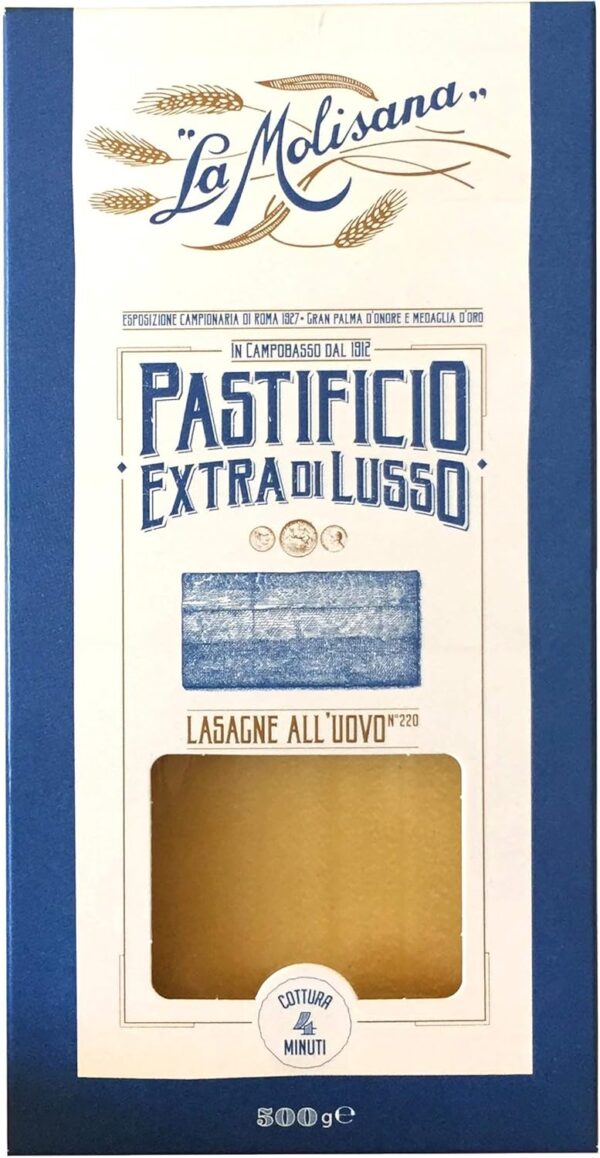 "La Molisana"
ESPOSIZIONE CAMPIONARIA DI ROMA 1927 • GRAN PALMA D'ONORE E MEDAGLIA D'ORO
IN CAMPOBASSO DAL 1912
PASTIFICIO
EXTRA DI LUSSO
LASAGNE ALL'UOVO N°220
COTTURA
4
MINUTI
500 g e